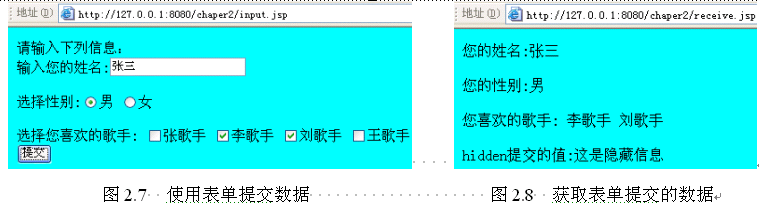 地址(D) http://127.0.0.1:8080/chaper2/input.jsp
请输入下列信息:
输入您的姓名:张三
选择性别: 男 女
选择您喜欢的歌手: 张歌手 李歌手 刘歌手 王歌手
提交
图 2.7 使用表单提交数据
地址(D) http://127.0.0.1:8080/chaper2/receive.jsp
您的姓名:张三
您的性别:男
您喜欢的歌手: 李歌手 刘歌手
hidden提交的值:这是隐藏信息
图 2.8 获取表单提交的数据